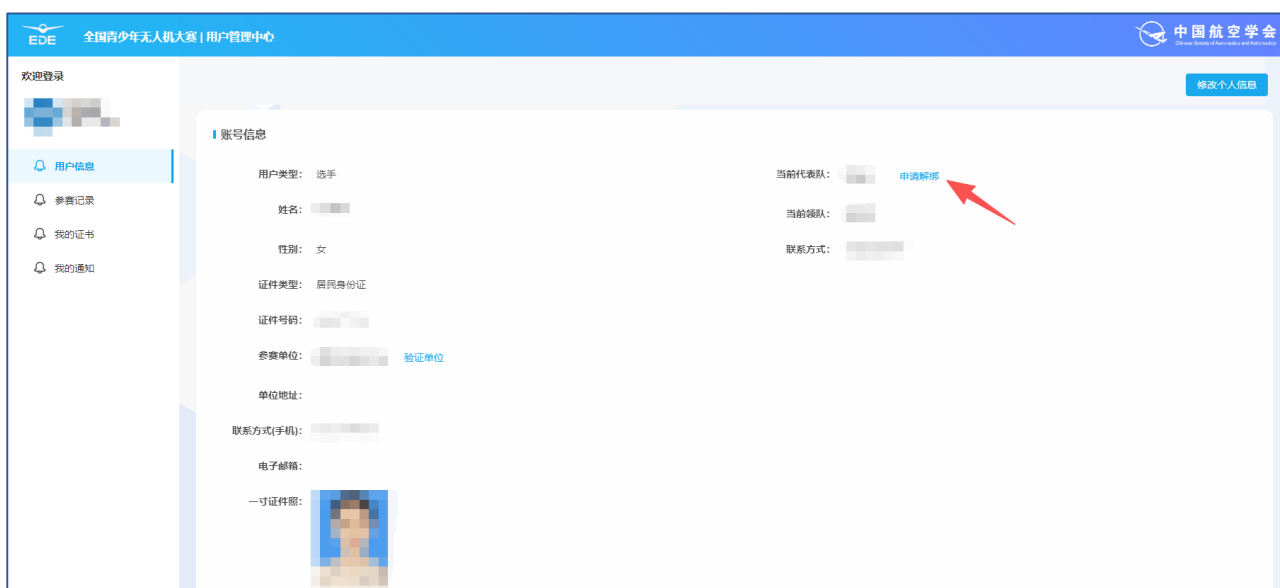 EDE 全国青少年无人机大赛 | 用户管理中心
中国航空学会
Chinese Society of Aeronautics and Astronautics
欢迎登录
修改个人信息
用户信息
参赛记录
我的证书
我的通知
账号信息
用户类型: 选手
姓名:
性别: 女
证件类型: 居民身份证
证件号码:
参赛单位: 验证单位
单位地址:
联系方式(手机):
电子邮箱:
一寸证件照:
当前代表队: 申请解绑
当前领队:
联系方式: